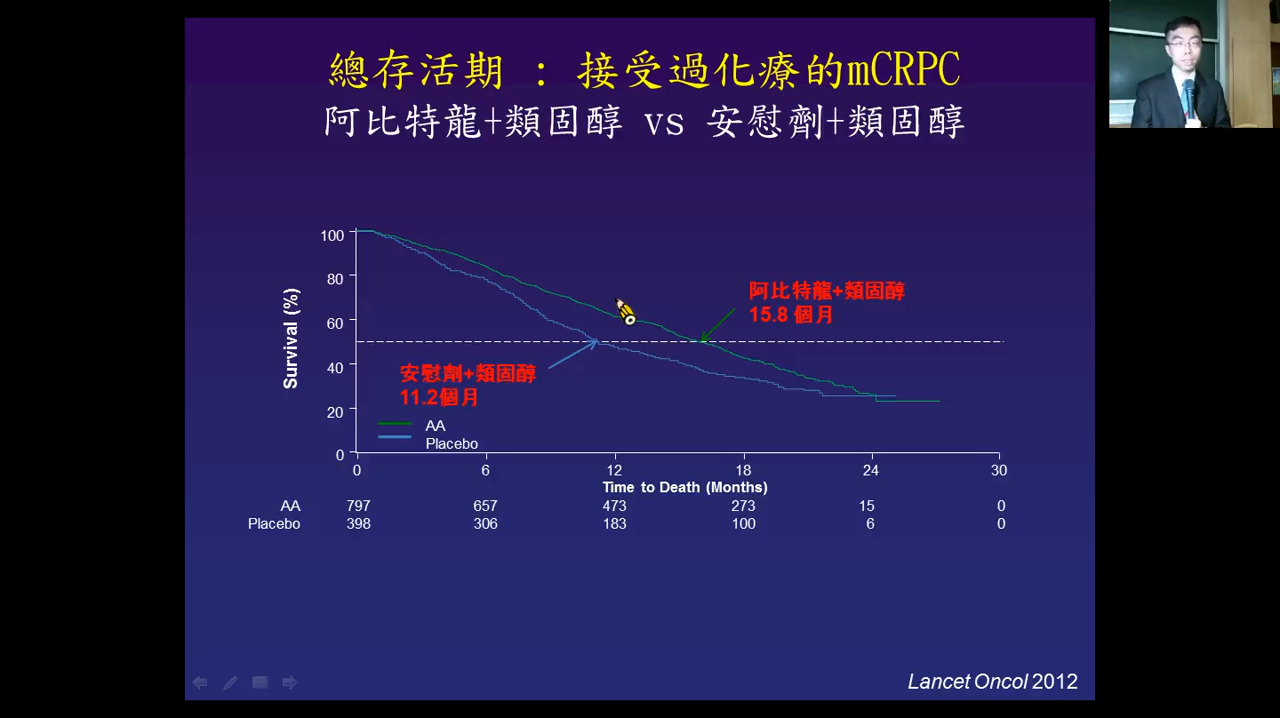 總存活期 : 接受過化療的mCRPC
阿比特龍+類固醇 vs 安慰劑+類固醇
100
80
60
40
20
0
Survival (%)
阿比特龍+類固醇
15.8 個月
安慰劑+類固醇
11.2個月
AA
Placebo
0 6 12 18 24 30
Time to Death (Months)
AA 797 657 473 273 15 0
Placebo 398 306 183 100 6 0
Lancet Oncol 2012